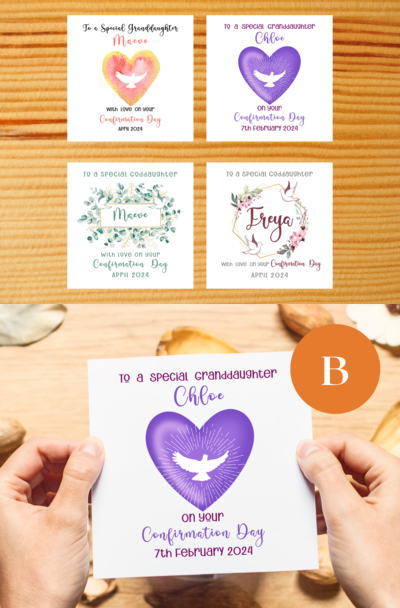 To a Special Granddaughter
Maeve
With love on your
Confirmation Day
April 2024
To a special Granddaughter
Chloe
on your
Confirmation Day
7th February 2024
To a special Goddaughter
Maeve
with love on your
Confirmation Day
April 2024
To a special Goddaughter
Freya
with love on your Confirmation Day
April 2024
B
To a special Granddaughter
Chloe
On your
Confirmation Day
7th February 2024